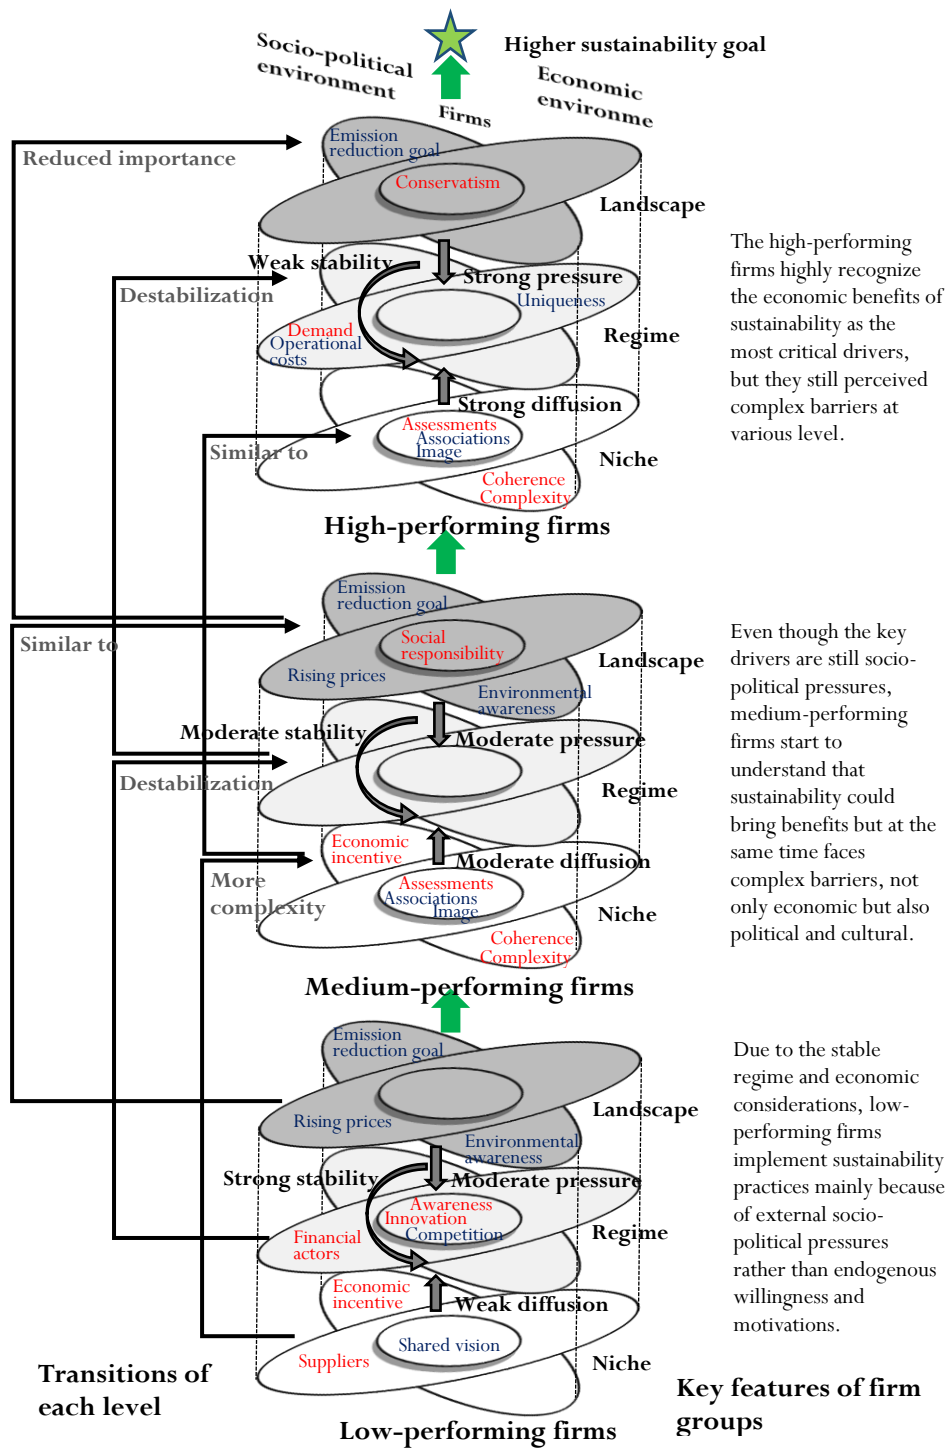 Higher sustainability goal
Socio-political
environment
Economic
environme
Firms
Emission
reduction goal
Reduced importance
Conservatism
Landscape
Weak stability
Strong pressure
Destabilization
Uniqueness
Demand
Operational
costs
Regime
Strong diffusion
Assessments
Associations
Image
Similar to
Niche
Coherence
Complexity
High-performing firms
The high-performing
firms highly recognize
the economic benefits of
sustainability as the
most critical drivers,
but they still perceived
complex barriers at
various level.
Emission
reduction goal
Similar to
Social
responsibility
Landscape
Rising prices
Environmental
awareness
Moderate stability
Moderate pressure
Destabilization
Regime
Economic
incentive
Moderate diffusion
More
complexity
Assessments
Associations
Image
Niche
Coherence
Complexity
Medium-performing firms
Even though the key
drivers are still socio-
political pressures,
medium-performing
firms start to
understand that
sustainability could
bring benefits but at the
same time faces
complex barriers, not
only economic but also
political and cultural.
Emission
reduction goal
Landscape
Rising prices
Environmental
awareness
Strong stability
Moderate pressure
Awareness
Innovation
Competition
Financial
actors
Regime
Economic
incentive
Weak diffusion
Shared vision
Suppliers
Niche
Low-performing firms
Due to the stable
regime and economic
considerations, low-
performing firms
implement sustainability
practices mainly because
of external socio-
political pressures
rather than endogenous
willingness and
motivations.
Transitions of
each level
Key features of firm
groups